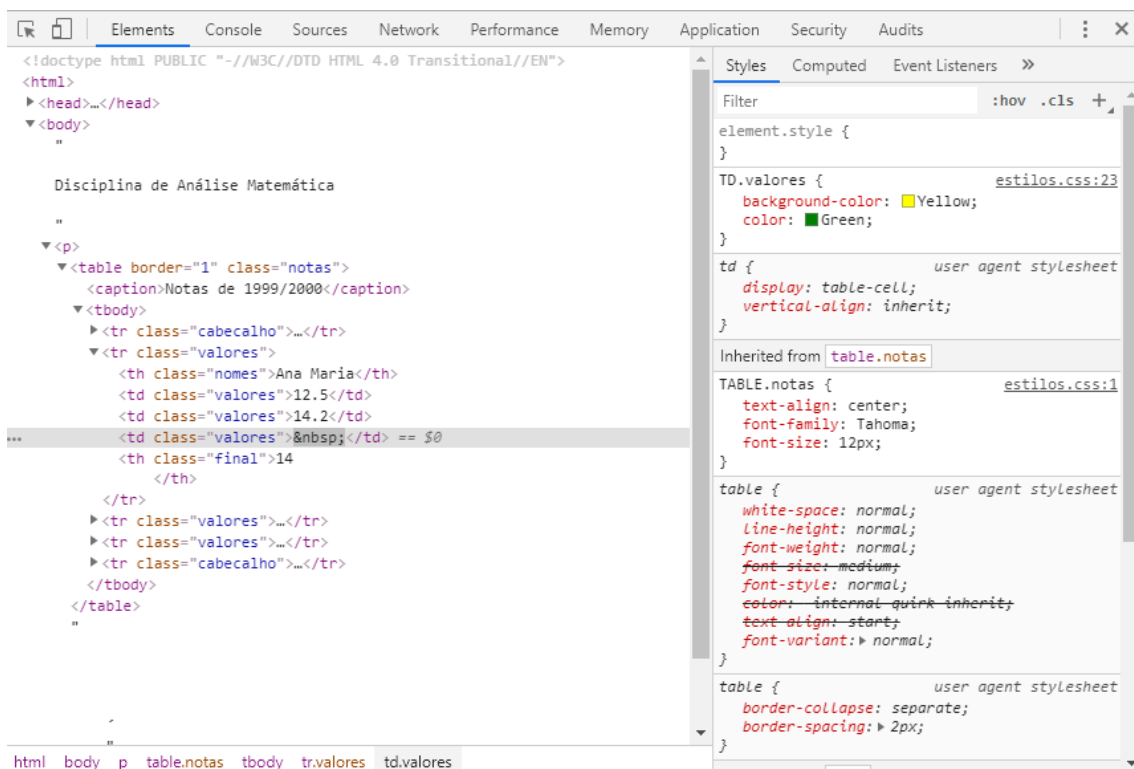 Elements Console Sources Network Performance Memory Application Security Audits
<!doctype html PUBLIC "-//W3C//DTD HTML 4.0 Transitional//EN">
<html>
<head>…</head>
<body>
"
Disciplina de Análise Matemática
"
<p>
<table border="1" class="notas">
<caption>Notas de 1999/2000</caption>
<tbody>
<tr class="cabecalho">…</tr>
<tr class="valores">
<th class="nomes">Ana Maria</th>
<td class="valores">12.5</td>
<td class="valores">14.2</td>
... <td class="valores">&nbsp;</td> == $0
<th class="final">14
</th>
</tr>
<tr class="valores">…</tr>
<tr class="valores">…</tr>
<tr class="cabecalho">…</tr>
</tbody>
</table>
"
´
"
html body p table.notas tbody tr.valores td.valores
Styles Computed Event Listeners »
Filter :hov .cls +
element.style {
}
TD.valores { estilos.css:23
background-color: Yellow;
color: Green;
}
td { user agent stylesheet
display: table-cell;
vertical-align: inherit;
}
Inherited from table.notas
TABLE.notas { estilos.css:1
text-align: center;
font-family: Tahoma;
font-size: 12px;
}
table { user agent stylesheet
white-space: normal;
line-height: normal;
font-weight: normal;
font-size: medium;
font-style: normal;
color: -internal-quirk-inherit;
text-align: start;
font-variant: normal;
}
table { user agent stylesheet
border-collapse: separate;
border-spacing: 2px;
}